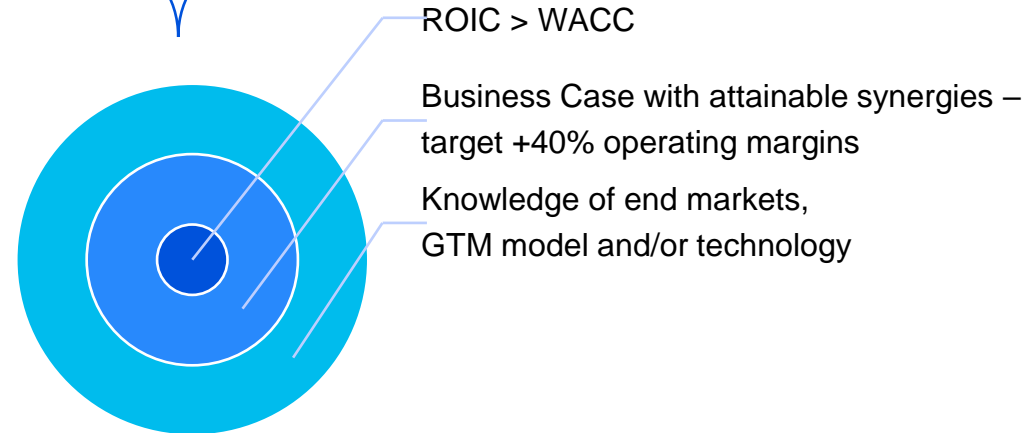 ROIC > WACC
Business Case with attainable synergies –
target +40% operating margins
Knowledge of end markets,
GTM model and/or technology